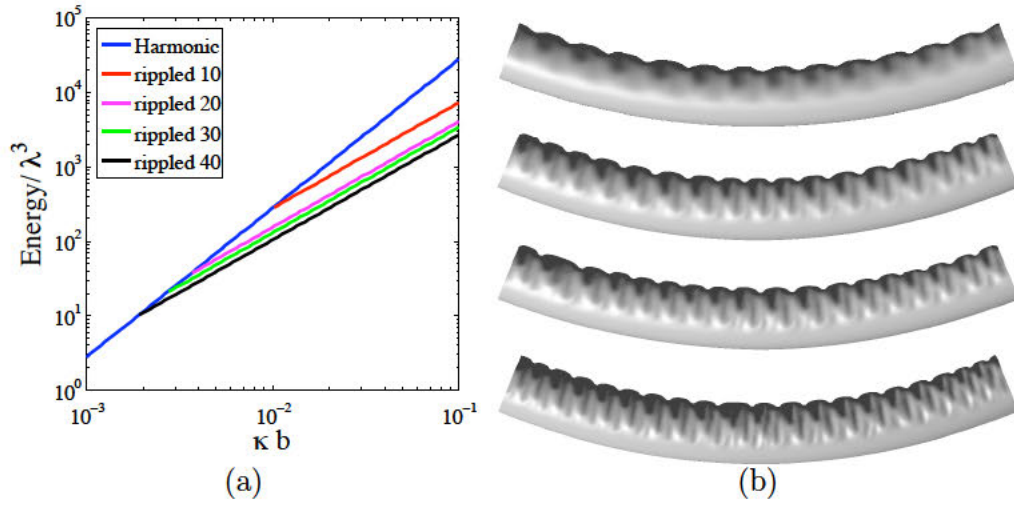 10^5
10^4
10^3
10^2
10^1
10^0
Energy/ λ^3
Harmonic
rippled 10
rippled 20
rippled 30
rippled 40
10^-3
10^-2
10^-1
κ b
(a)
(b)